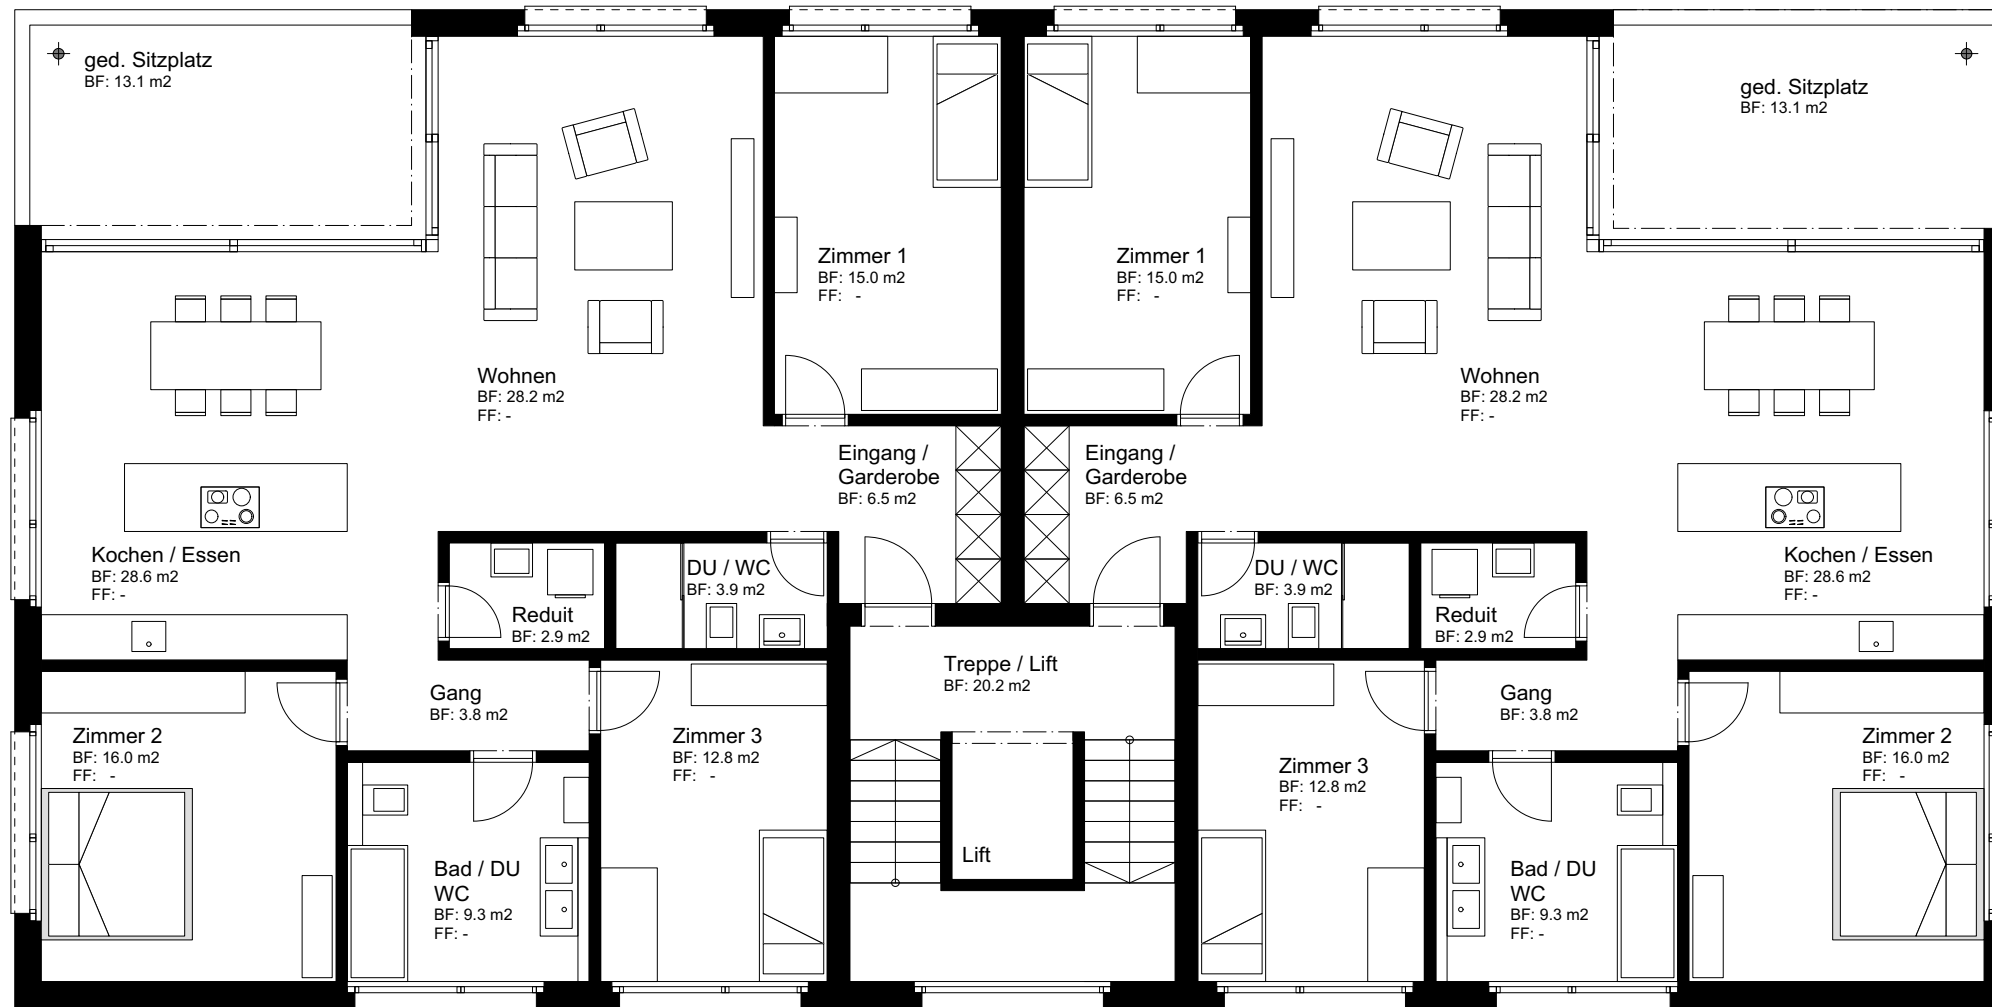 ged. Sitzplatz
BF: 13.1 m2
ged. Sitzplatz
BF: 13.1 m2
Zimmer 1
BF: 15.0 m2
FF: -
Zimmer 1
BF: 15.0 m2
FF: -
Wohnen
BF: 28.2 m2
FF: -
Wohnen
BF: 28.2 m2
FF: -
Eingang /
Garderobe
BF: 6.5 m2
Eingang /
Garderobe
BF: 6.5 m2
Kochen / Essen
BF: 28.6 m2
FF: -
DU / WC
BF: 3.9 m2
DU / WC
BF: 3.9 m2
Kochen / Essen
BF: 28.6 m2
FF: -
Reduit
BF: 2.9 m2
Reduit
BF: 2.9 m2
Treppe / Lift
BF: 20.2 m2
Gang
BF: 3.8 m2
Gang
BF: 3.8 m2
Zimmer 2
BF: 16.0 m2
FF: -
Zimmer 3
BF: 12.8 m2
FF: -
Zimmer 3
BF: 12.8 m2
FF: -
Zimmer 2
BF: 16.0 m2
FF: -
Lift
Bad / DU
WC
BF: 9.3 m2
FF: -
Bad / DU
WC
BF: 9.3 m2
FF: -